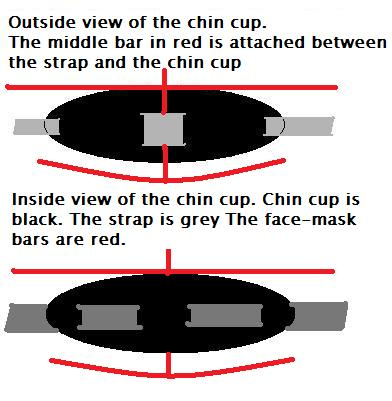 Outside view of the chin cup.
The middle bar in red is attached between
the strap and the chin cup
Inside view of the chin cup. Chin cup is
black. The strap is grey The face-mask
bars are red.